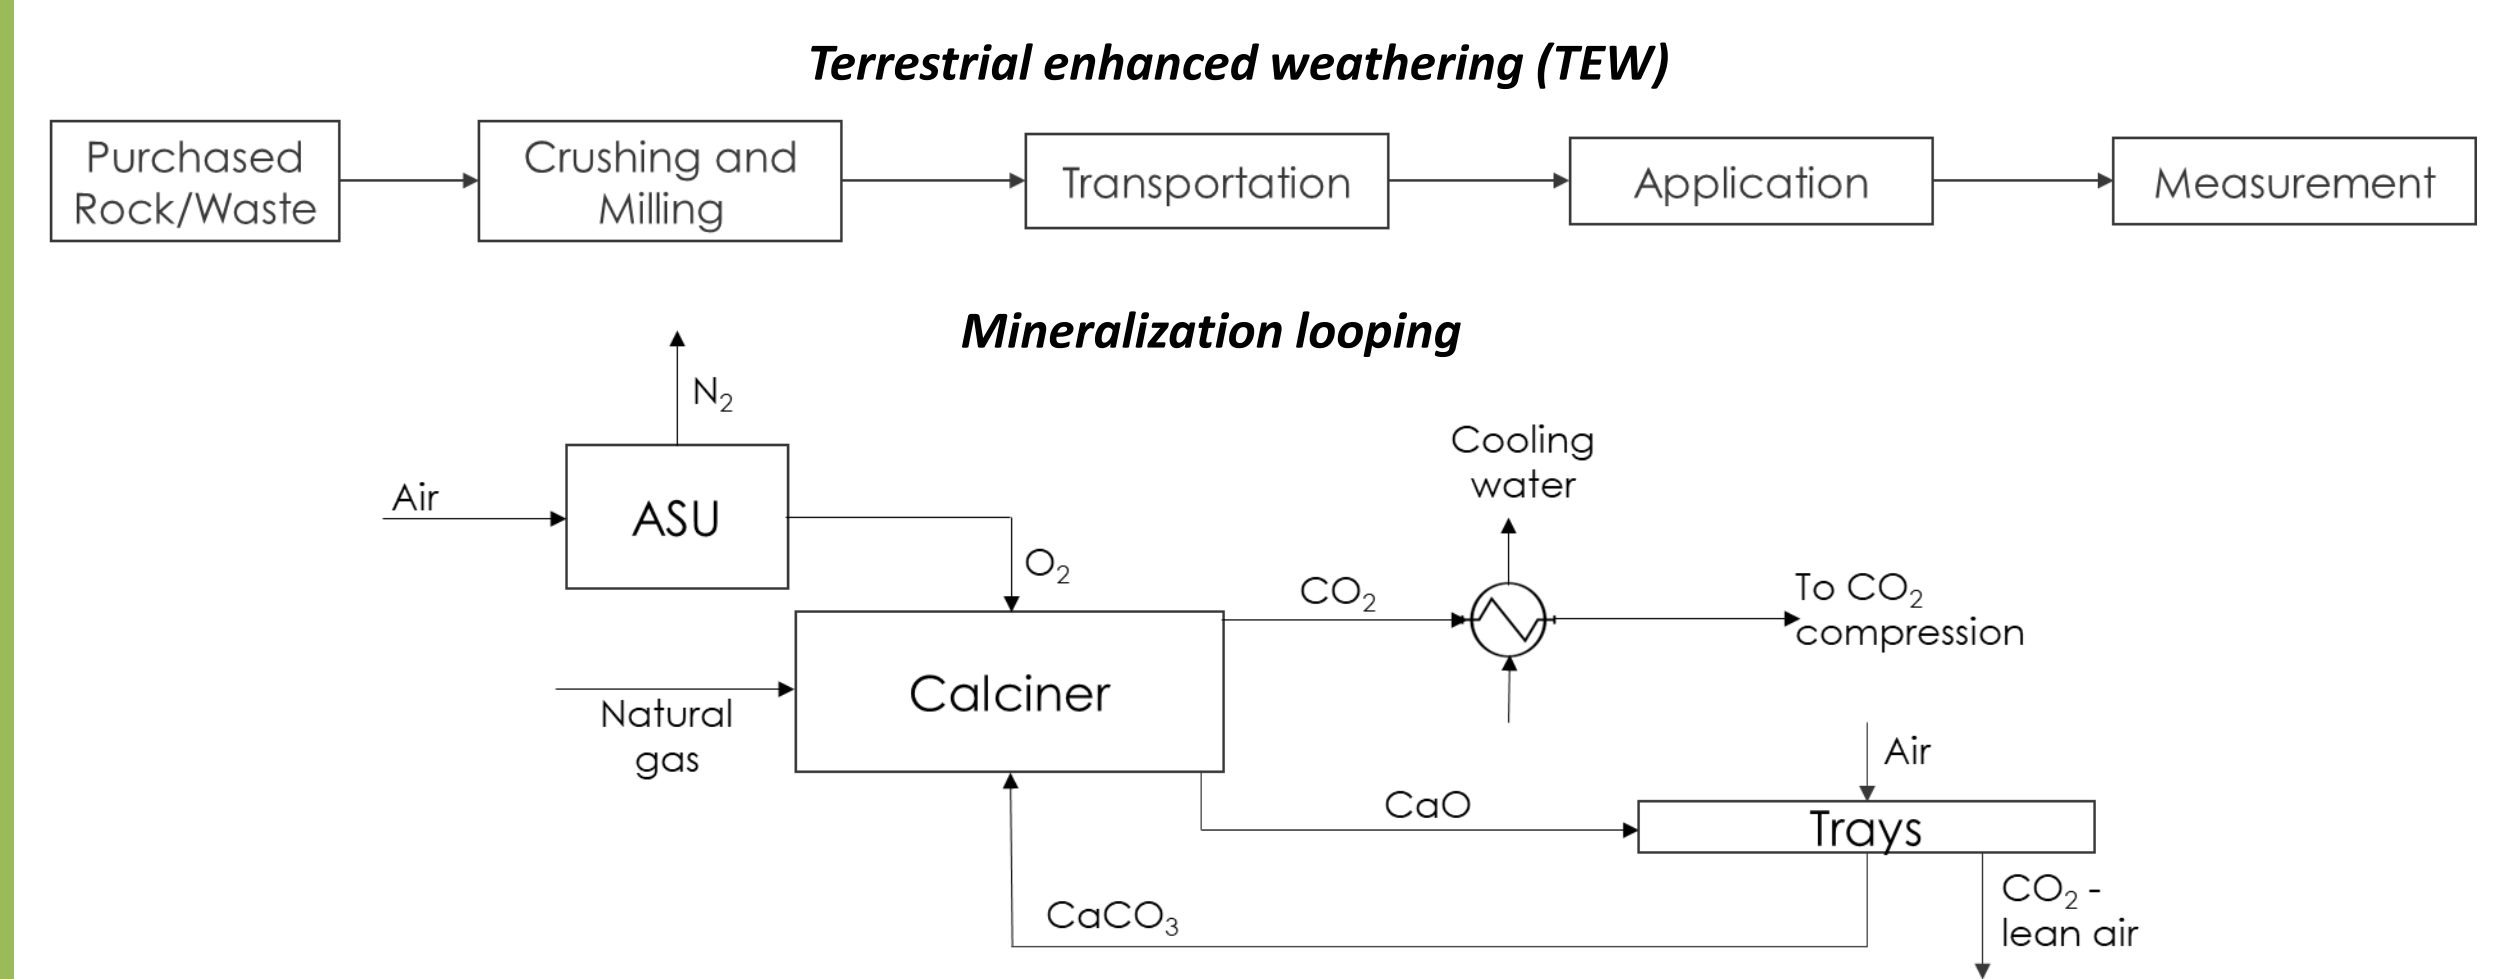 Terrestrial enhanced weathering (TEW)
Purchased
Rock/Waste
Crushing and
Milling
Transportation
Application
Measurement
Mineralization looping
N₂
Air
ASU
O₂
Cooling
water
CO₂
To CO₂
compression
Natural
gas
Calciner
Air
CaO
Trays
CaCO₃
CO₂ -
lean air